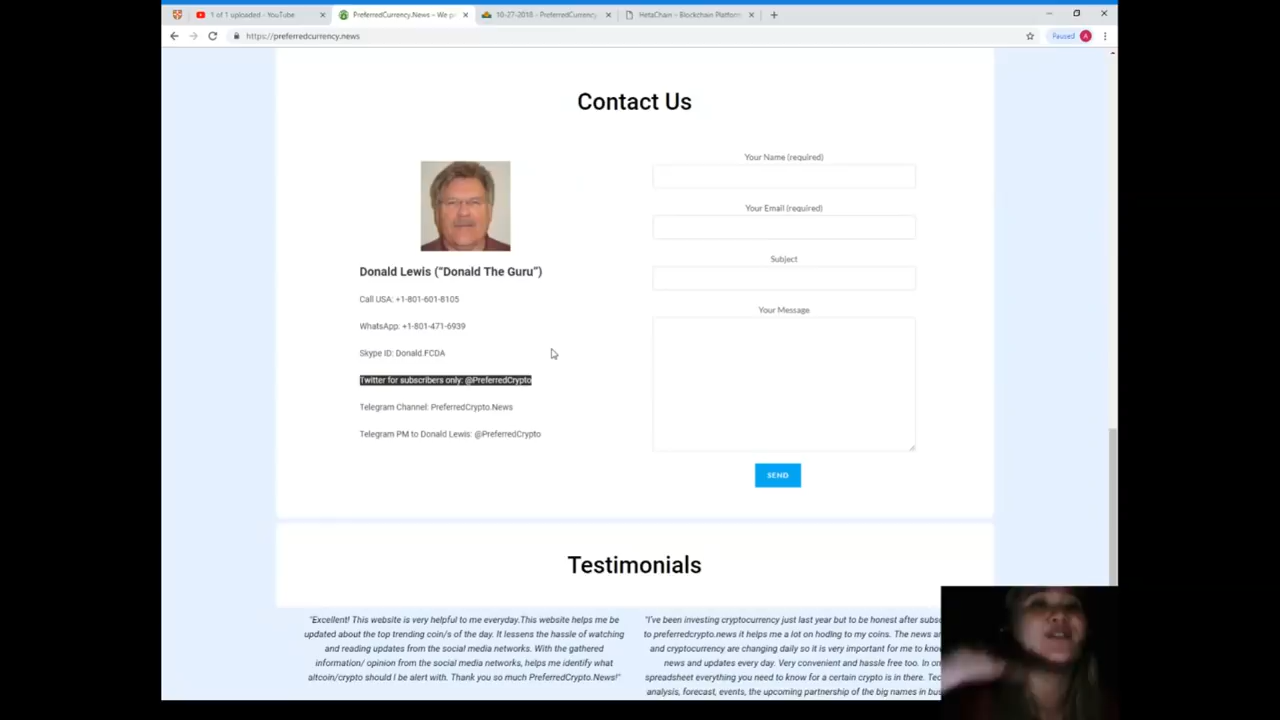 1 of 1 uploaded - YouTube
PreferredCurrency.News – We p
10-27-2018 - PreferredCurrency
HetaChain – Blockchain Platform
https://preferredcurrency.news
Paused
A
Contact Us
Donald Lewis (“Donald The Guru”)
Call USA: +1-801-601-8105
WhatsApp: +1-801-471-6939
Skype ID: Donald.FCDA
Twitter for subscribers only: @PreferredCrypto
Telegram Channel: PreferredCrypto.News
Telegram PM to Donald Lewis: @PreferredCrypto
Your Name (required)
Your Email (required)
Subject
Your Message
SEND
Testimonials
"Excellent! This website is very helpful to me everyday.This website helps me be
updated about the top trending coin/s of the day. It lessens the hassle of watching
and reading updates from the social media networks. With the gathered
information/ opinion from the social media networks, helps me identify what
altcoin/crypto should I be alert with. Thank you so much PreferredCrypto.News!"
"I've been investing cryptocurrency just last year but to be honest after subs
to preferredcrypto.news it helps me a lot on hodlng to my coins. The news a
and cryptocurrency are changing daily so it is very important for me to kno
news and updates every day. Very convenient and hassle free too. In on
spreadsheet everything you need to know for a certain crypto is in there. Tec
analysis, forecast, events, the upcoming partnership of the big names in bus